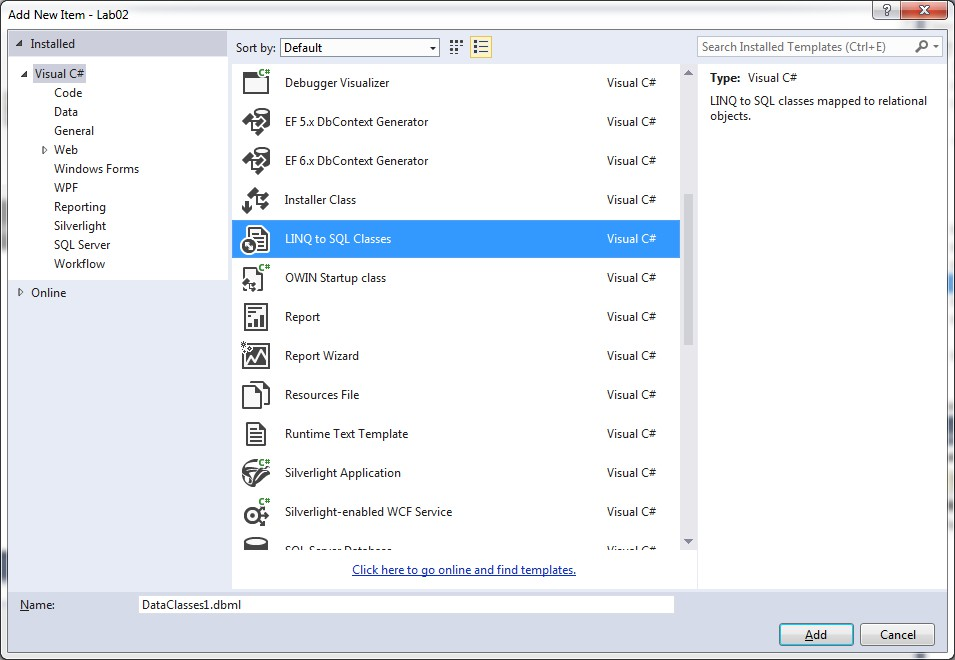 Add New Item - Lab02
?
Installed
Visual C#
Code
Data
General
Web
Windows Forms
WPF
Reporting
Silverlight
SQL Server
Workflow
Online
Sort by: Default
Debugger Visualizer Visual C#
EF 5.x DbContext Generator Visual C#
EF 6.x DbContext Generator Visual C#
Installer Class Visual C#
LINQ to SQL Classes Visual C#
OWIN Startup class Visual C#
Report Visual C#
Report Wizard Visual C#
Resources File Visual C#
Runtime Text Template Visual C#
Silverlight Application Visual C#
Silverlight-enabled WCF Service Visual C#
SQL Server Database Visual C#
Click here to go online and find templates.
Search Installed Templates (Ctrl+E)
Type: Visual C#
LINQ to SQL classes mapped to relational
objects.
Name: DataClasses1.dbml
Add Cancel